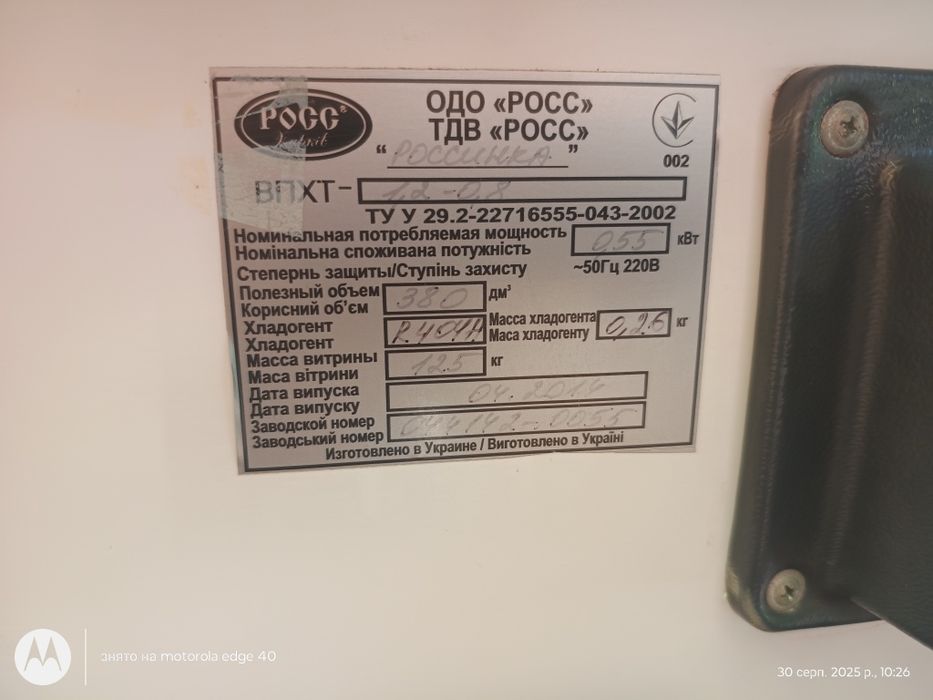 РОСС®
ОДО «РОСС»
ТДВ «РОСС»
"РОССИНКА"
002
ВПХТ- 1,2-0,8
ТУ У 29.2-22716555-043-2002
Номинальная потребляемая мощность
Номінальна споживана потужність
0,55 кВт
Степернь защиты/Ступінь захисту ~50Гц 220В
Полезный объем
Корисний об'єм
380 дм³
Хладогент
Хладогент
R404A
Масса хладогента
Маса хладогенту
0,26 кг
Масса витрины
Маса вітрини
125 кг
Дата випуска
Дата випуску
04.2014
Заводской номер
Заводський номер
Изготовлено в Украине / Виготовлено в Україні
знято на motorola edge 40
30 серп. 2025 р., 10:26